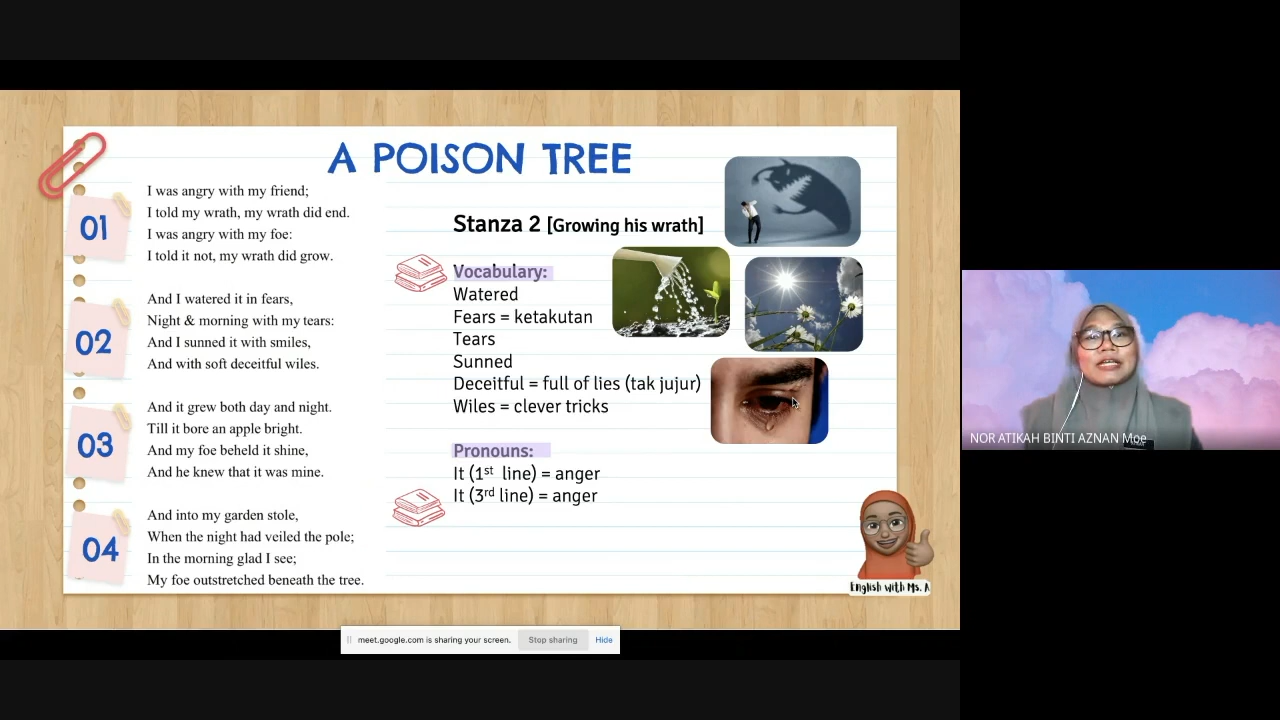 A POISON TREE
01
I was angry with my friend;
I told my wrath, my wrath did end.
I was angry with my foe:
I told it not, my wrath did grow.
02
And I watered it in fears,
Night & morning with my tears:
And I sunned it with smiles,
And with soft deceitful wiles.
03
And it grew both day and night.
Till it bore an apple bright.
And my foe beheld it shine,
And he knew that it was mine.
04
And into my garden stole,
When the night had veiled the pole;
In the morning glad I see;
My foe outstretched beneath the tree.
Stanza 2 [Growing his wrath]
Vocabulary:
Watered
Fears = ketakutan
Tears
Sunned
Deceitful = full of lies (tak jujur)
Wiles = clever tricks
Pronouns:
It (1st line) = anger
It (3rd line) = anger
English with Ms. A
meet.google.com is sharing your screen. Stop sharing Hide
NOR ATIKAH BINTI AZNAN Moe